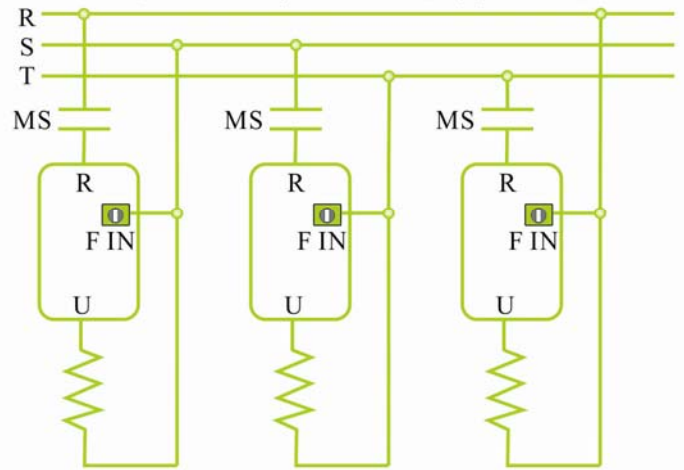 R
S
T
MS MS MS
R R R
F IN F IN F IN
U U U